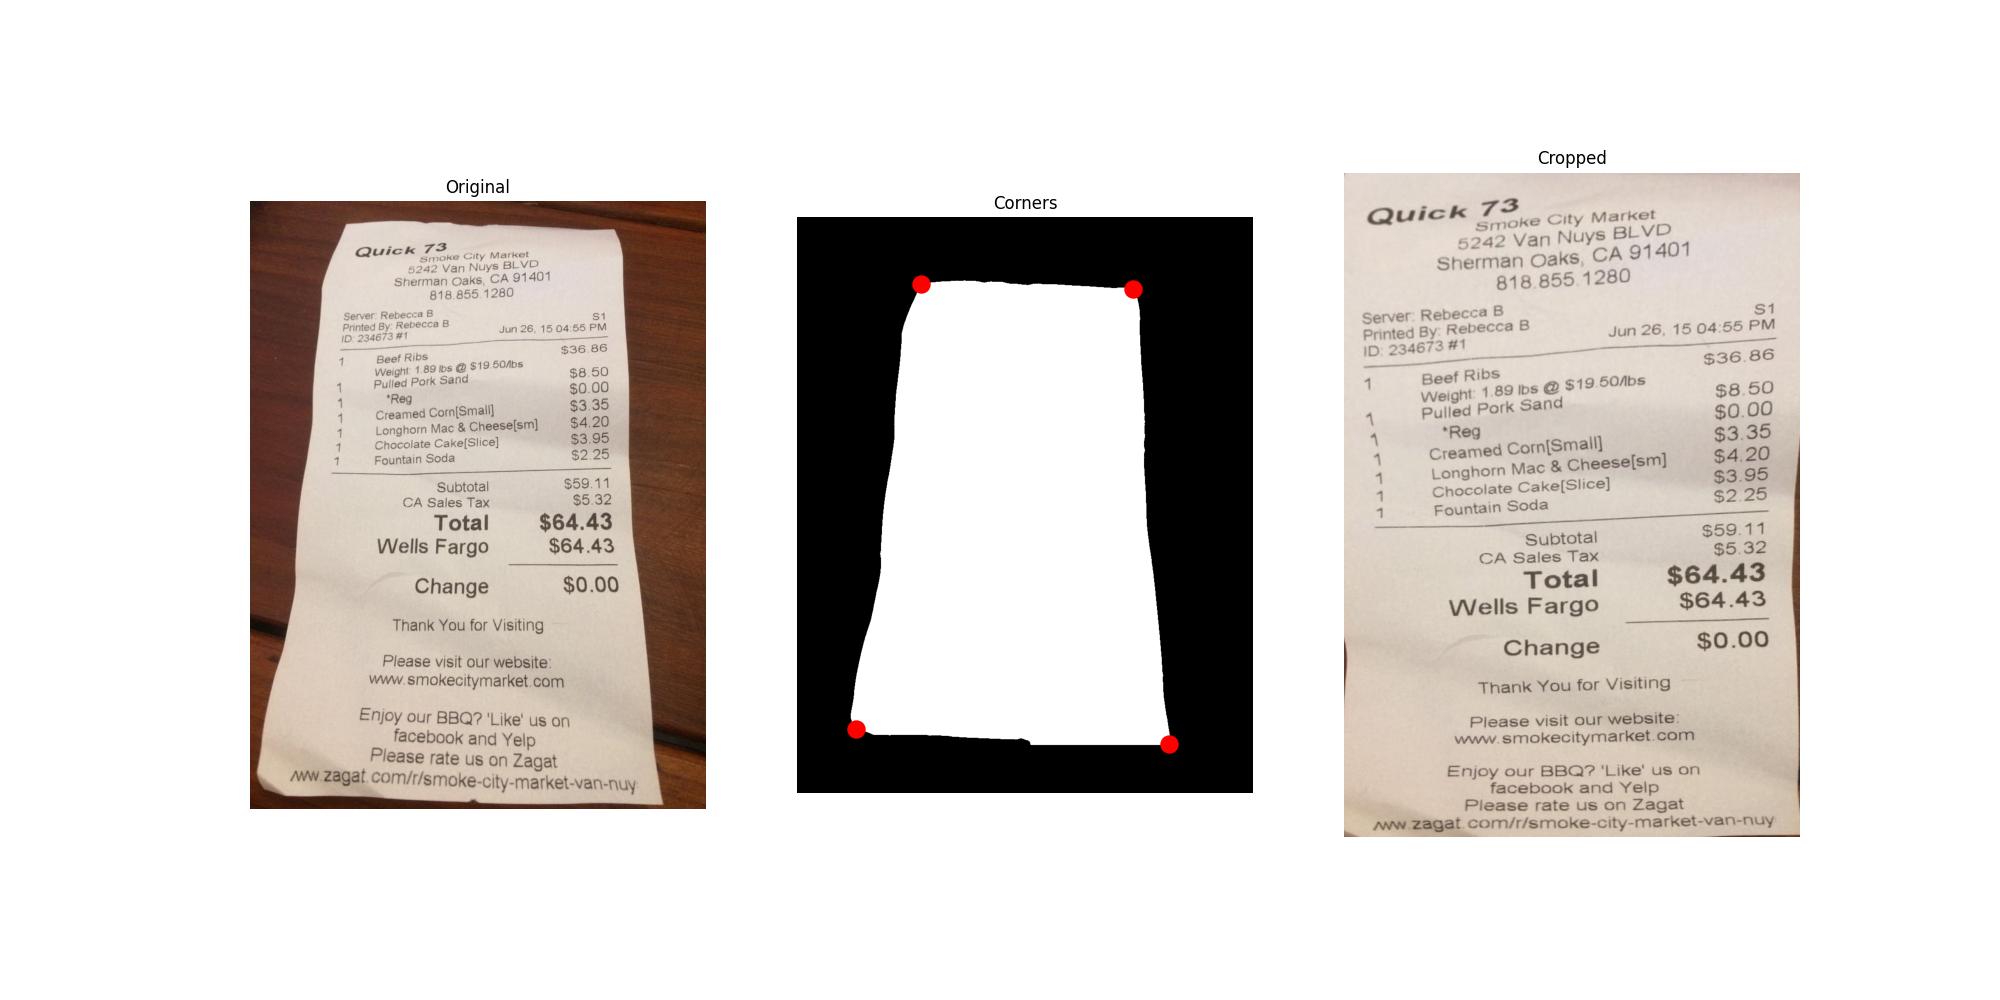 Original
Quick 73
Smoke City Market
5242 Van Nuys BLVD
Sherman Oaks, CA 91401
818.855.1280
Server: Rebecca B
S1
Printed By: Rebecca B
Jun 26, 15 04:55 PM
ID: 234673 #1
1 Beef Ribs $36.86
Weight: 1.89 lbs @ $19.50/lbs
1 Pulled Pork Sand $8.50
1 *Reg $0.00
1 Creamed Corn[Small] $3.35
1 Longhorn Mac & Cheese[sm] $4.20
1 Chocolate Cake[Slice] $3.95
1 Fountain Soda $2.25
Subtotal $59.11
CA Sales Tax $5.32
Total $64.43
Wells Fargo $64.43
Change $0.00
Thank You for Visiting
Please visit our website:
www.smokecitymarket.com
Enjoy our BBQ? 'Like' us on
facebook and Yelp
Please rate us on Zagat
www.zagat.com/r/smoke-city-market-van-nuy
Corners
Cropped
Quick 73
Smoke City Market
5242 Van Nuys BLVD
Sherman Oaks, CA 91401
818.855.1280
Server: Rebecca B
S1
Printed By: Rebecca B
Jun 26, 15 04:55 PM
ID: 234673 #1
1 Beef Ribs $36.86
Weight: 1.89 lbs @ $19.50/lbs
1 Pulled Pork Sand $8.50
1 *Reg $0.00
1 Creamed Corn[Small] $3.35
1 Longhorn Mac & Cheese[sm] $4.20
1 Chocolate Cake[Slice] $3.95
1 Fountain Soda $2.25
Subtotal $59.11
CA Sales Tax $5.32
Total $64.43
Wells Fargo $64.43
Change $0.00
Thank You for Visiting
Please visit our website:
www.smokecitymarket.com
Enjoy our BBQ? 'Like' us on
facebook and Yelp
Please rate us on Zagat
www.zagat.com/r/smoke-city-market-van-nuy